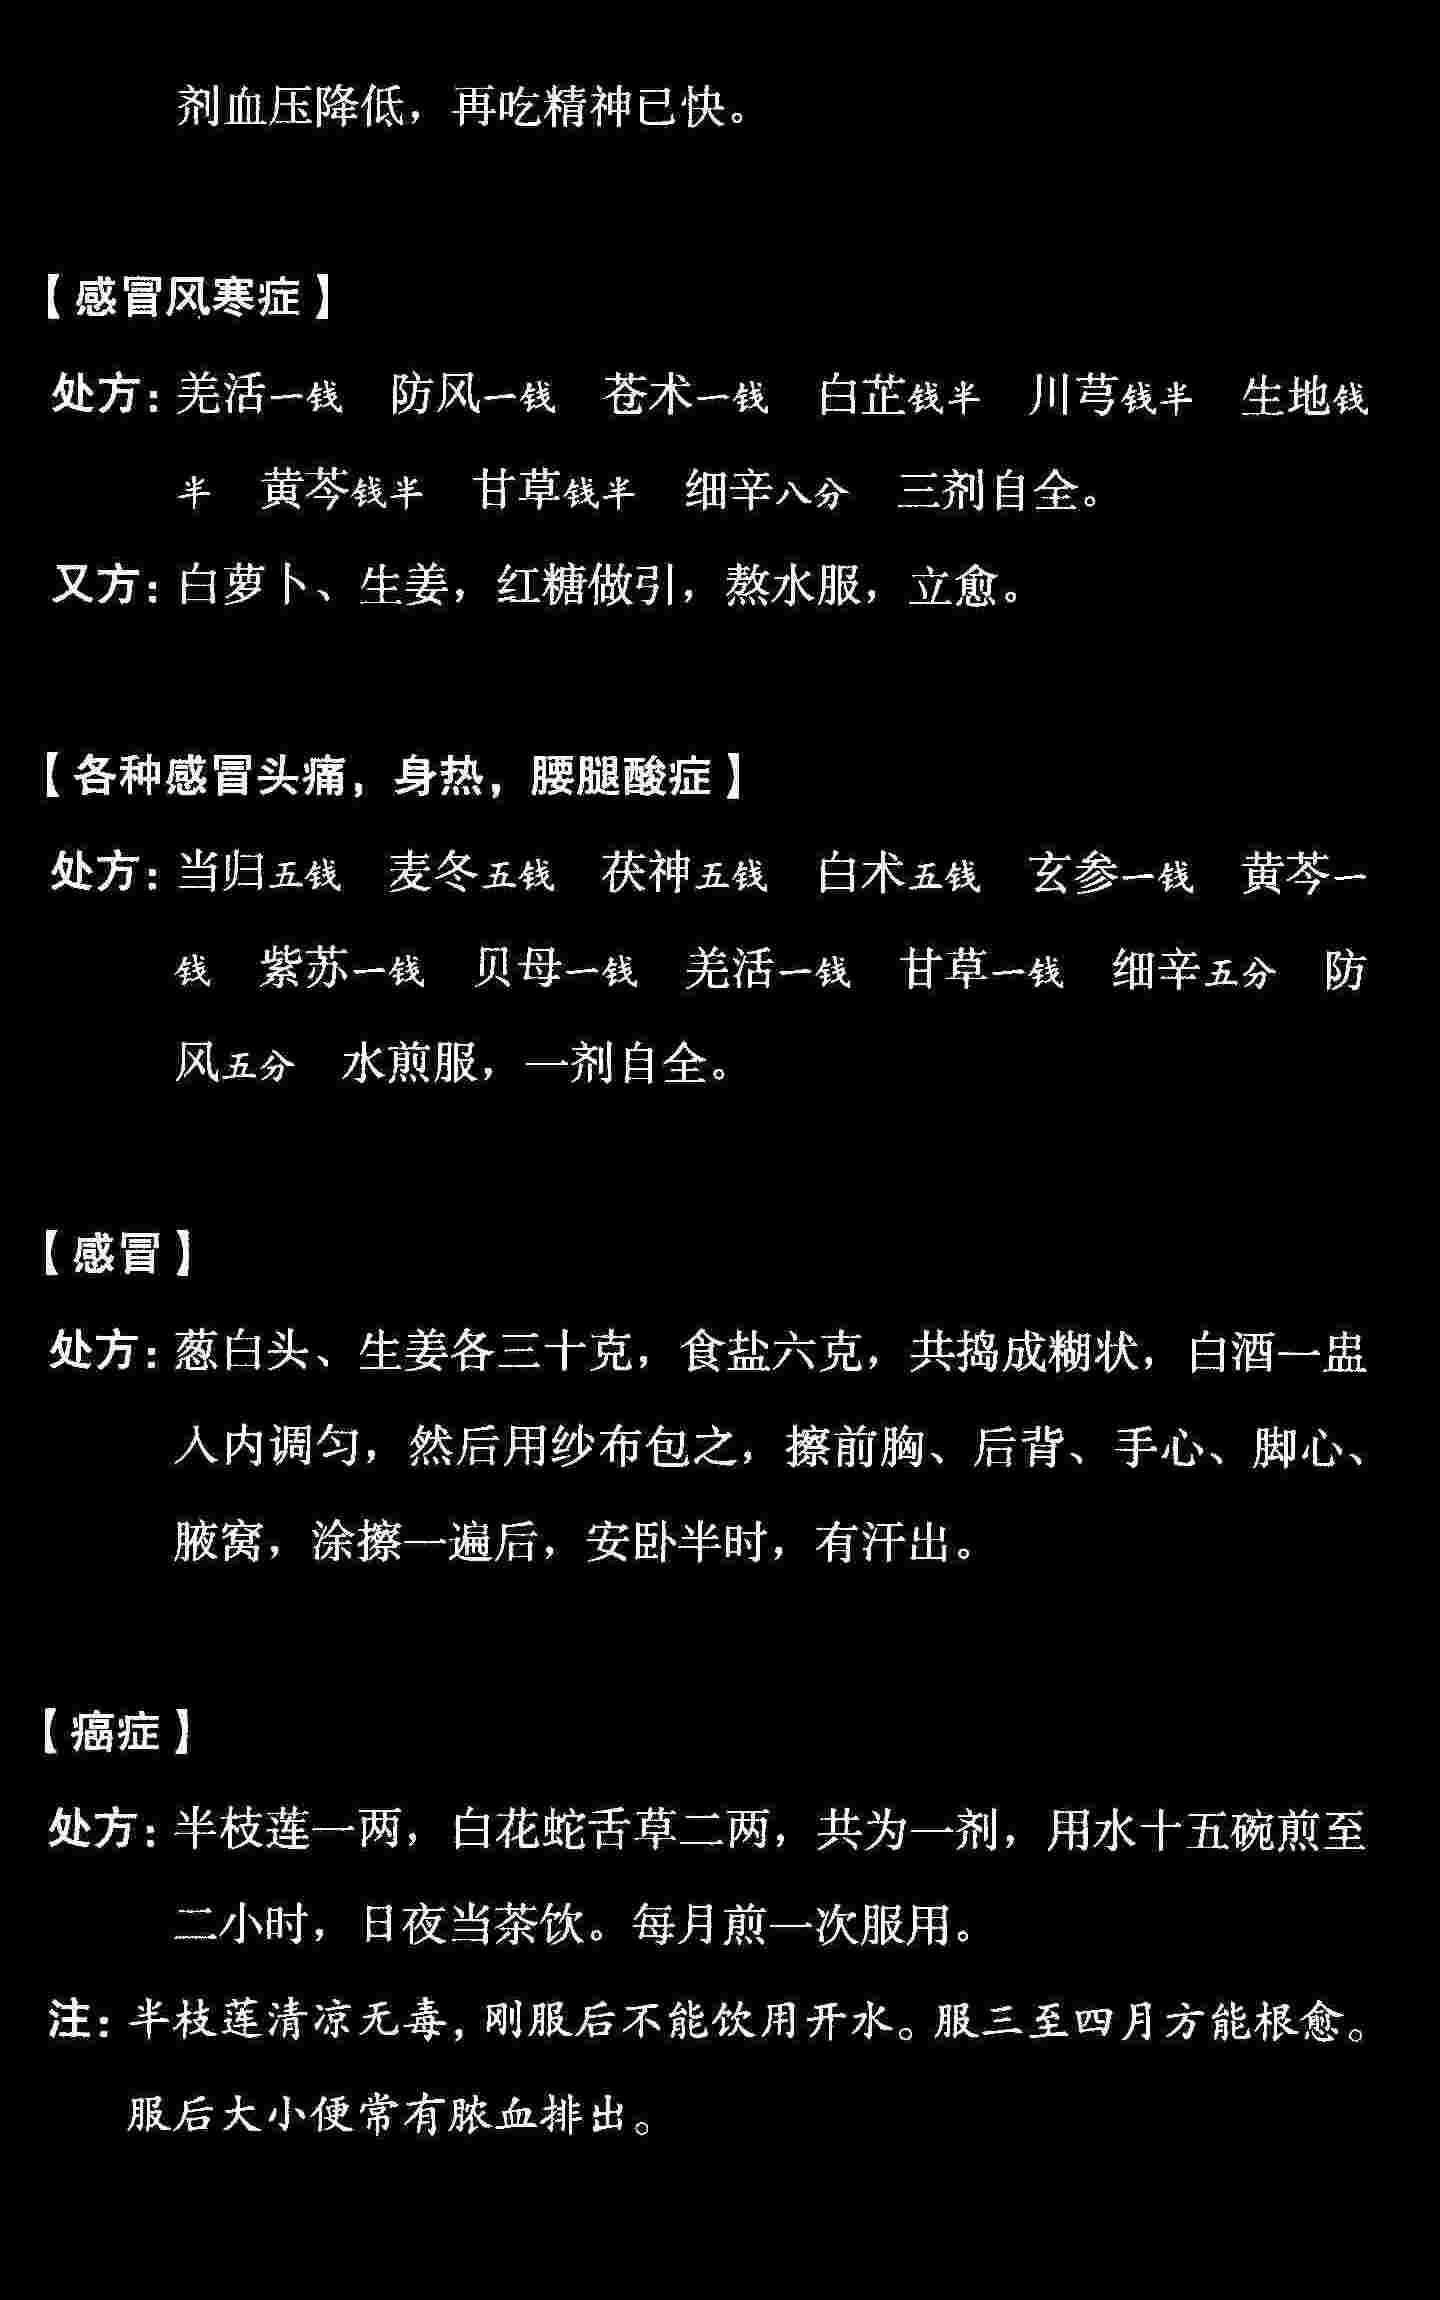 剂血压降低，再吃精神已快。
【感冒风寒症】
处方：羌活一钱　防风一钱　苍术一钱　白芷钱半　川芎钱半　生地钱
半　黄芩钱半　甘草钱半　细辛八分　三剂自全。
又方：白萝卜、生姜，红糖做引，熬水服，立愈。
【各种感冒头痛，身热，腰腿酸症】
处方：当归五钱　麦冬五钱　茯神五钱　白术五钱　玄参一钱　黄芩一
钱　紫苏一钱　贝母一钱　羌活一钱　甘草一钱　细辛五分　防
风五分　水煎服，一剂自全。
【感冒】
处方：葱白头、生姜各三十克，食盐六克，共捣成糊状，白酒一盅
入内调匀，然后用纱布包之，擦前胸、后背、手心、脚心、
腋窝，涂擦一遍后，安卧半时，有汗出。
【癌症】
处方：半枝莲一两，白花蛇舌草二两，共为一剂，用水十五碗煎至
二小时，日夜当茶饮。每月煎一次服用。
注：半枝莲清凉无毒，刚服后不能饮用开水。服三至四月方能根愈。
服后大小便常有脓血排出。